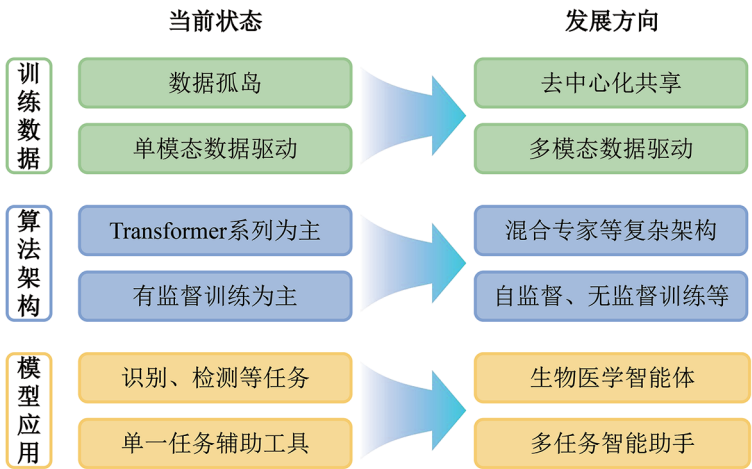 当前状态
发展方向
训练数据
数据孤岛
去中心化共享
单模态数据驱动
多模态数据驱动
算法架构
Transformer系列为主
混合专家等复杂架构
有监督训练为主
自监督、无监督训练等
模型应用
识别、检测等任务
生物医学智能体
单一任务辅助工具
多任务智能助手